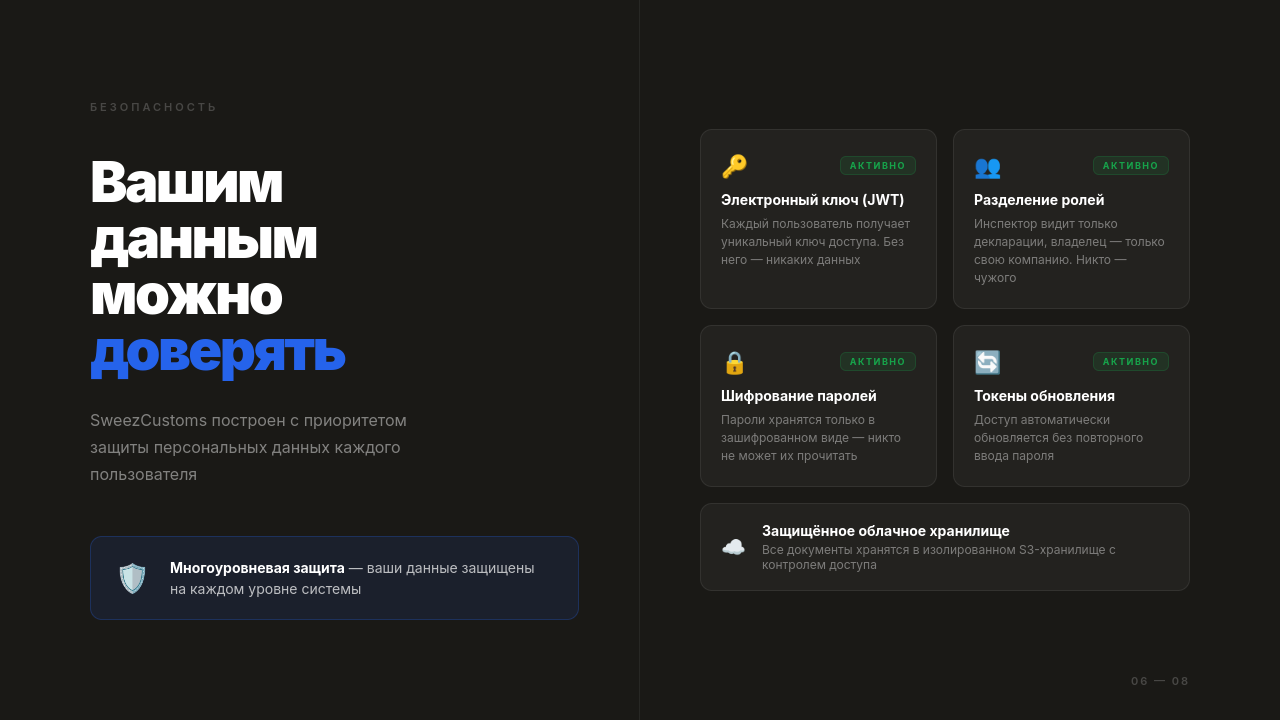 БЕЗОПАСНОСТЬ
Вашим
данным
можно
доверять
SweezCustoms построен с приоритетом
защиты персональных данных каждого
пользователя
Многоуровневая защита — ваши данные защищены
на каждом уровне системы
АКТИВНО
Электронный ключ (JWT)
Каждый пользователь получает
уникальный ключ доступа. Без
него — никаких данных
АКТИВНО
Разделение ролей
Инспектор видит только
декларации, владелец — только
свою компанию. Никто —
чужого
АКТИВНО
Шифрование паролей
Пароли хранятся только в
зашифрованном виде — никто
не может их прочитать
АКТИВНО
Токены обновления
Доступ автоматически
обновляется без повторного
ввода пароля
Защищённое облачное хранилище
Все документы хранятся в изолированном S3-хранилище с
контролем доступа
06 — 08